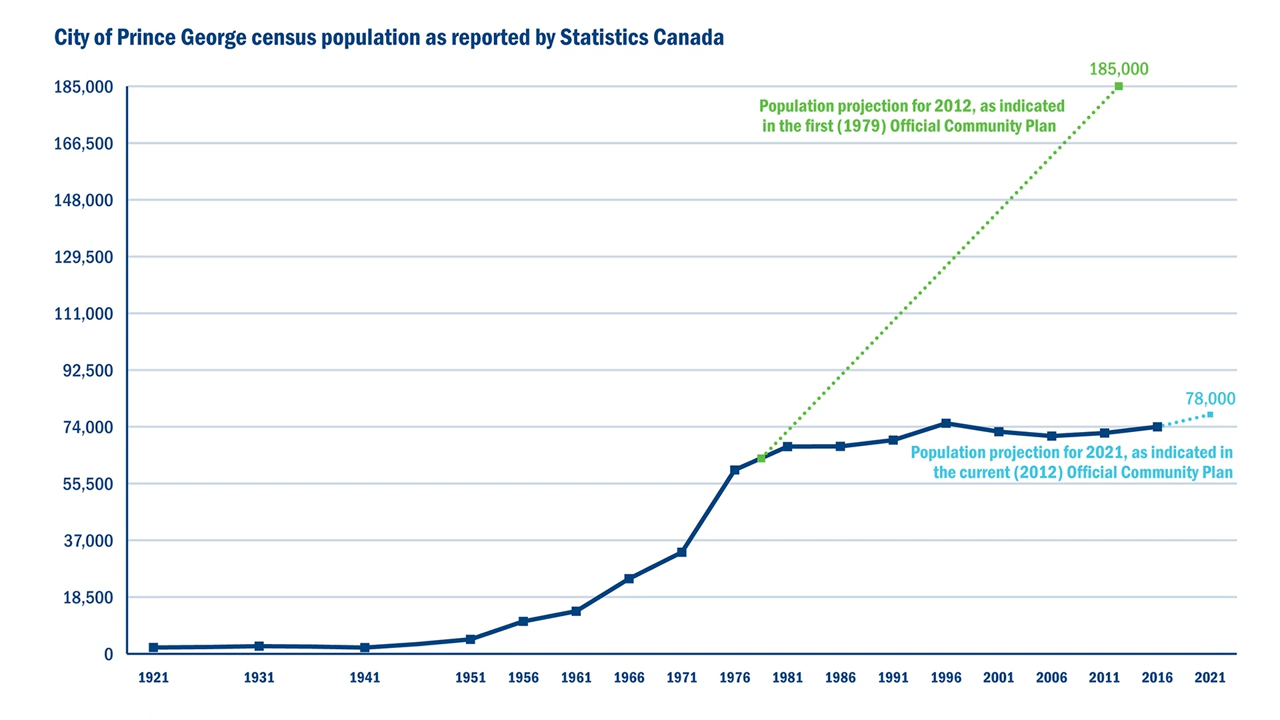 City of Prince George census population as reported by Statistics Canada
185,000
185,000
Population projection for 2012, as indicated
in the first (1979) Official Community Plan
166,500
148,000
129,500
111,000
92,500
78,000
74,000
Population projection for 2021, as indicated in
the current (2012) Official Community Plan
55,500
37,000
18,500
0
1921 1931 1941 1951 1956 1961 1966 1971 1976 1981 1986 1991 1996 2001 2006 2011 2016 2021